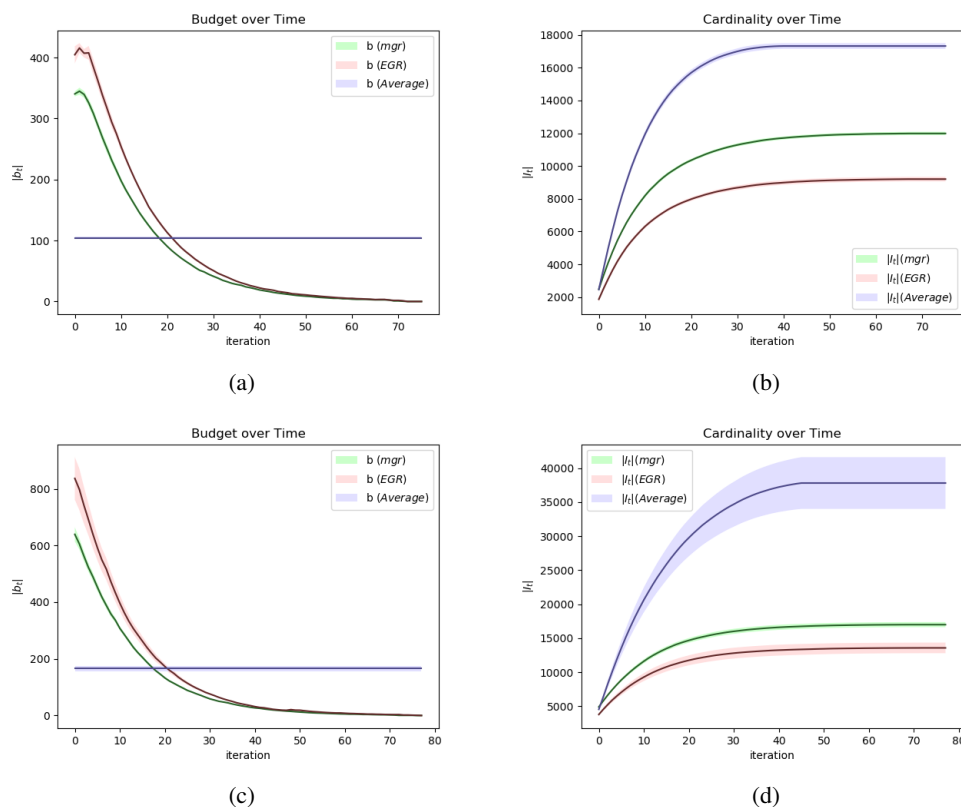 Budget over Time
b (mgr)
b (EGR)
b (Average)
400
300
200
100
0
|b_t|
0 10 20 30 40 50 60 70
iteration
(a)
Cardinality over Time
18000
16000
14000
12000
10000
8000
6000
4000
2000
|I_t|
|I_t|(mgr)
|I_t|(EGR)
|I_t|(Average)
0 10 20 30 40 50 60 70
iteration
(b)
Budget over Time
b (mgr)
b (EGR)
b (Average)
800
600
400
200
0
|b_t|
0 10 20 30 40 50 60 70 80
iteration
(c)
Cardinality over Time
|I_t|(mgr)
|I_t|(EGR)
|I_t|(Average)
40000
35000
30000
25000
20000
15000
10000
5000
|I_t|
0 10 20 30 40 50 60 70 80
iteration
(d)